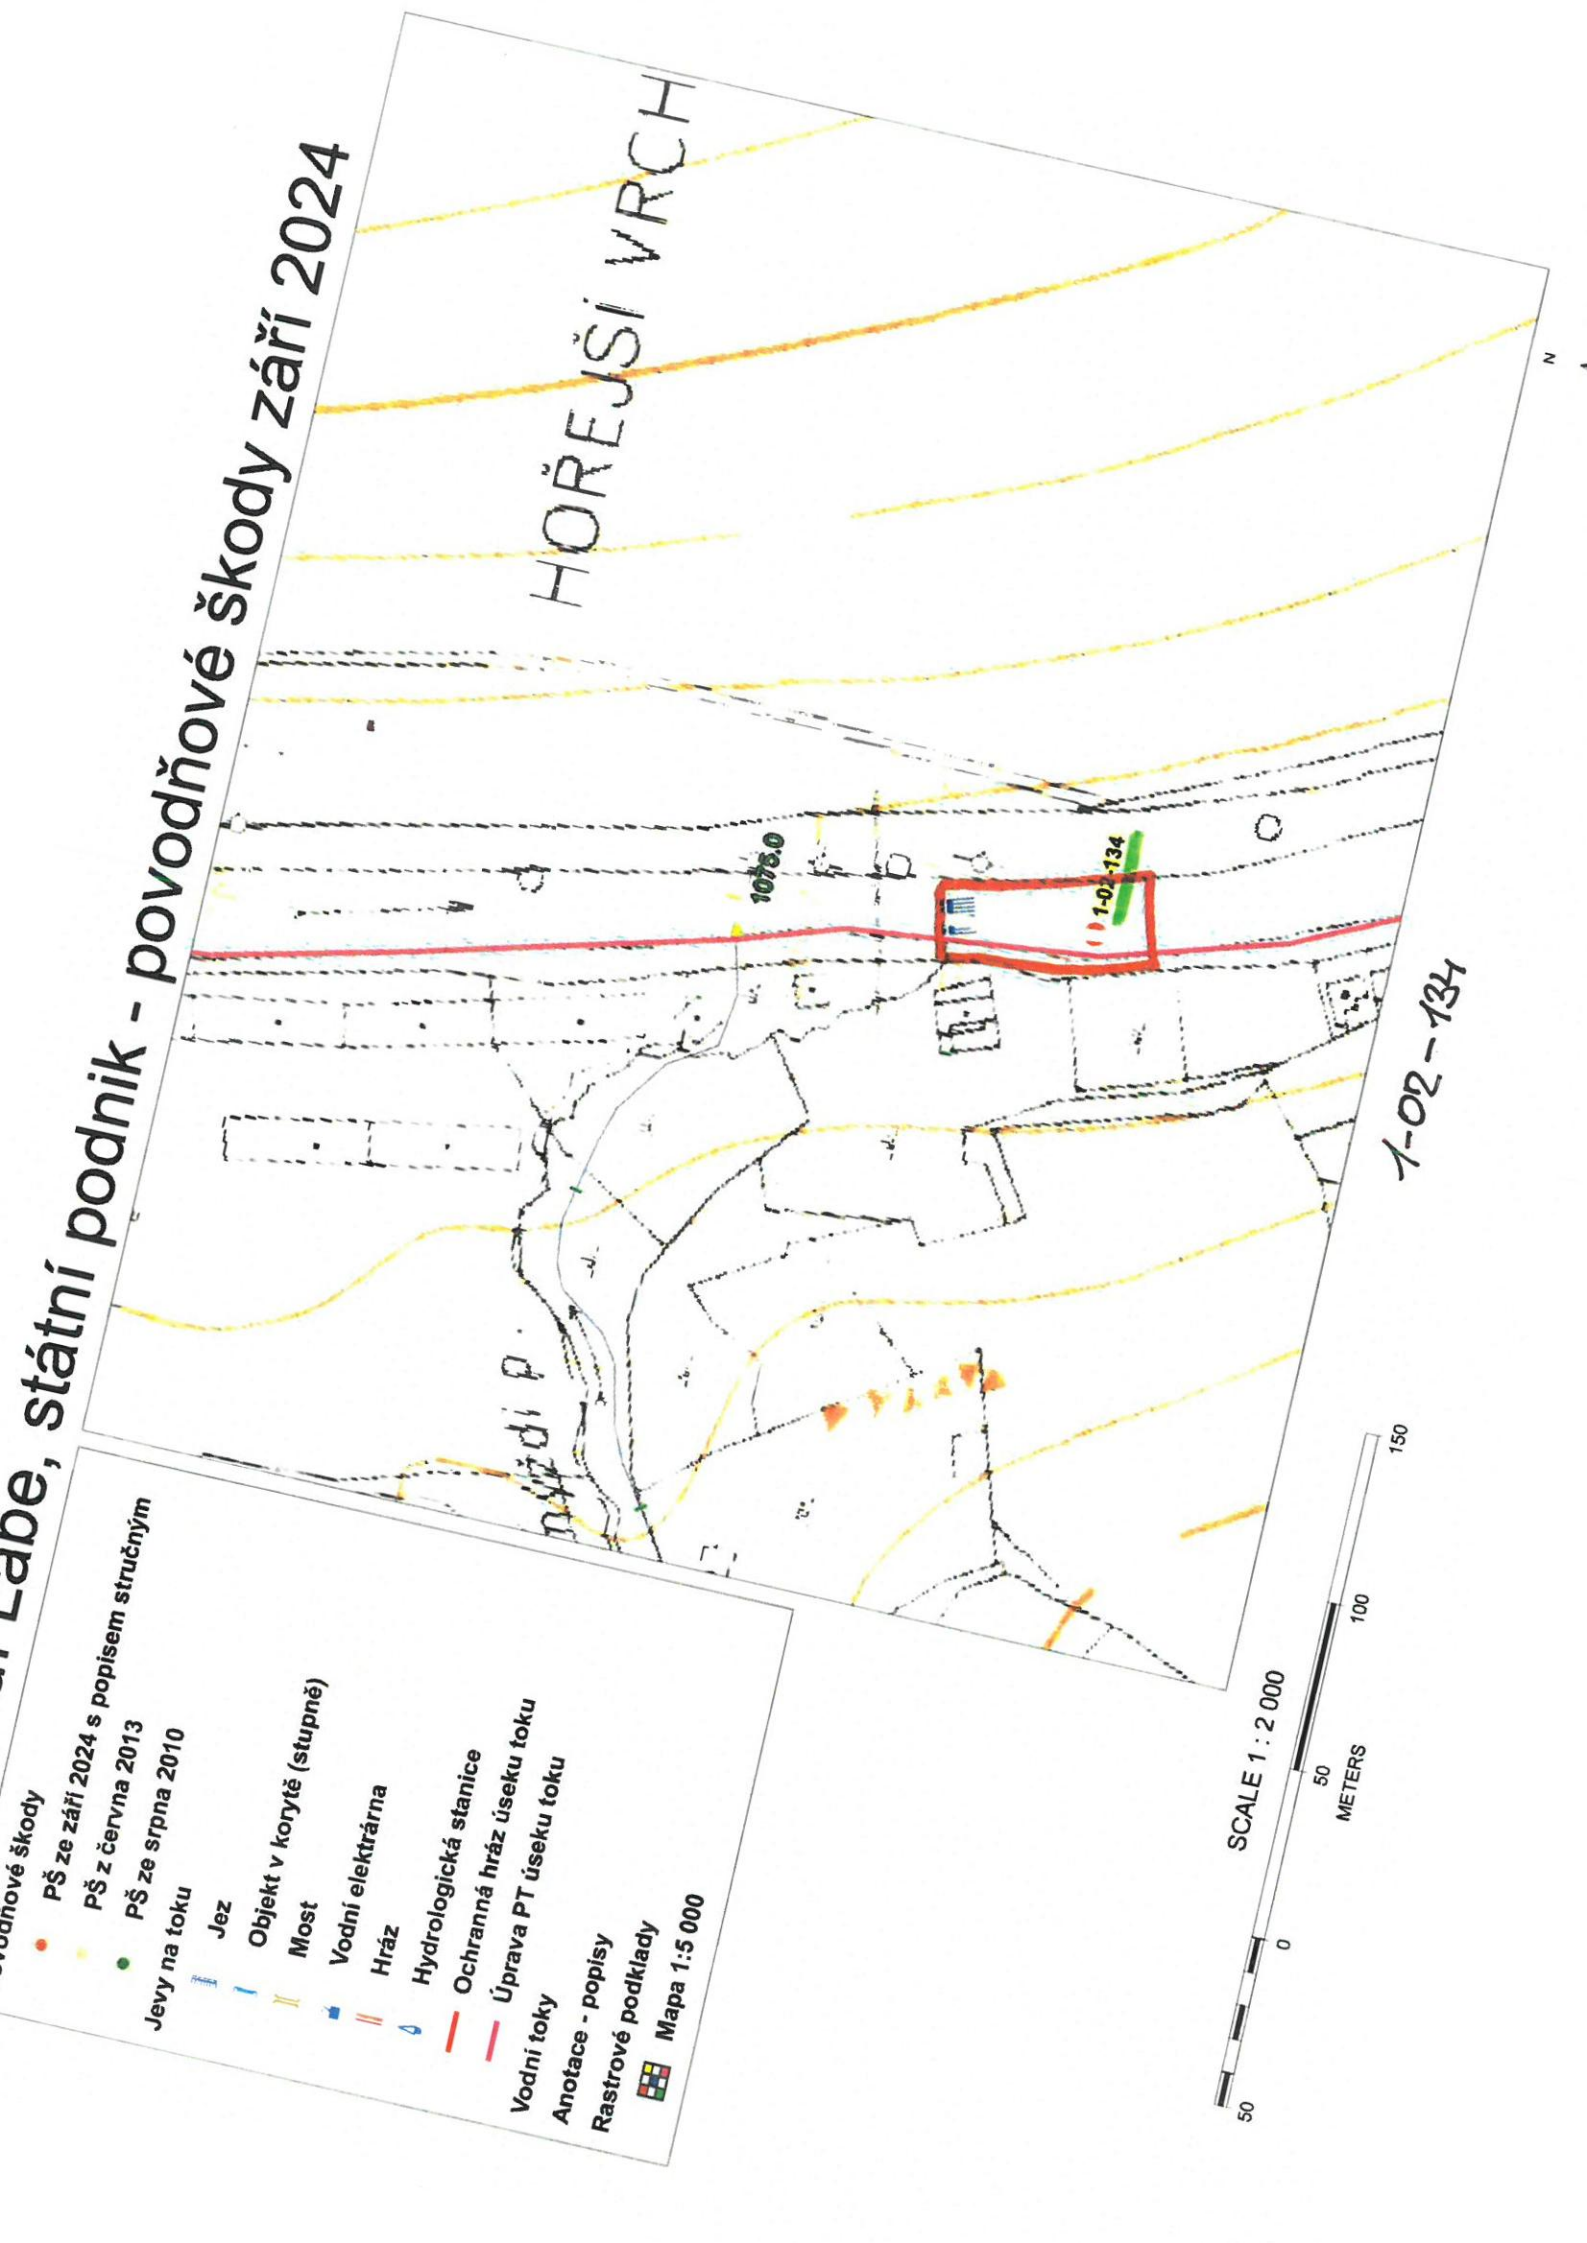 Labe, státní podnik - povodňové škody září 2024
škody
PŠ ze září 2024 s popisem stručným
PŠ z června 2013
PŠ ze srpna 2010
Jevy na toku
Jez
Objekt v korytě (stupně)
Most
Vodní elektrárna
Hráz
Hydrologická stanice
Ochranná hráz úseku toku
Úprava PT úseku toku
Vodní toky
Anotace - popisy
Rastrové podklady
Mapa 1:5 000
HOŘEJŠÍ VRCH
1075.0
1-02-134
1-02-134
SCALE 1 : 2 000
50
0
50
100
150
METERS
N